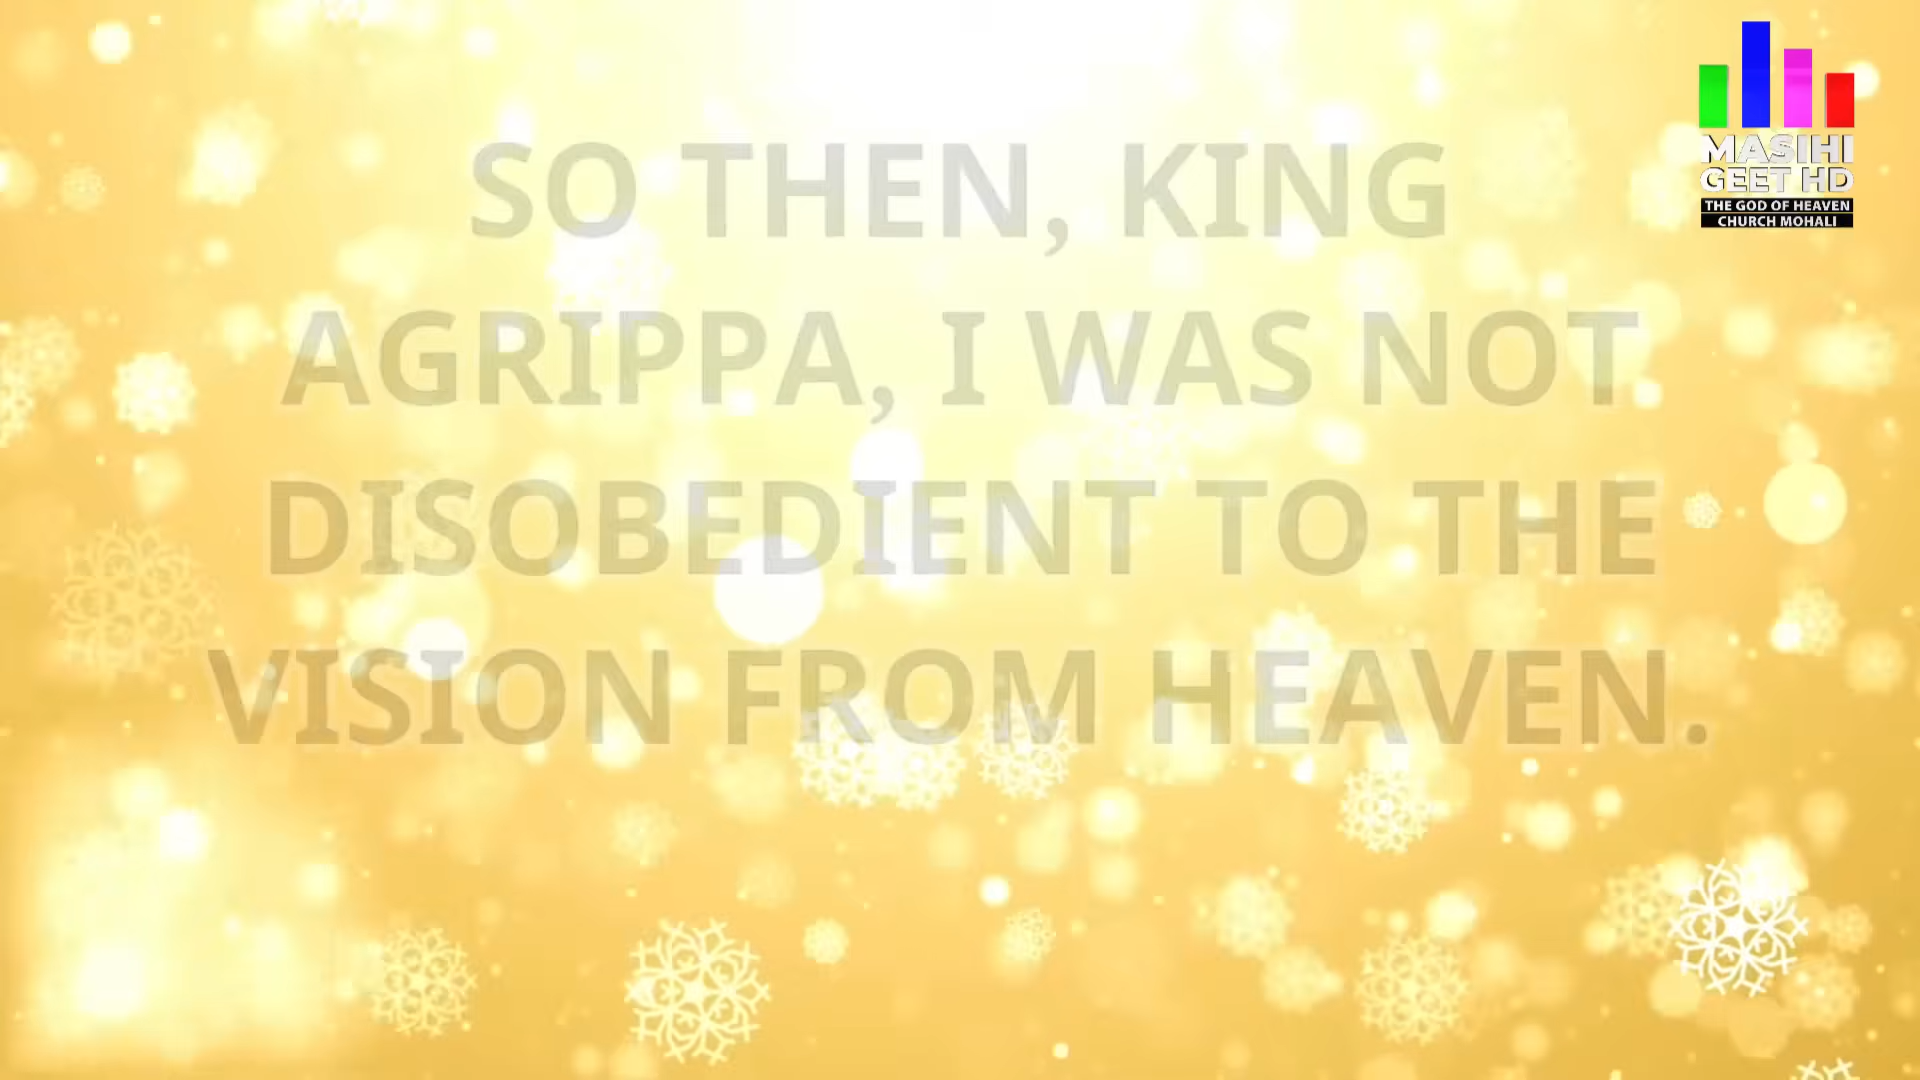 SO THEN, KING
AGRIPPA, I WAS NOT
DISOBEDIENT TO THE
VISION FROM HEAVEN.
MASIHI
GEET HD
THE GOD OF HEAVEN
CHURCH MOHALI